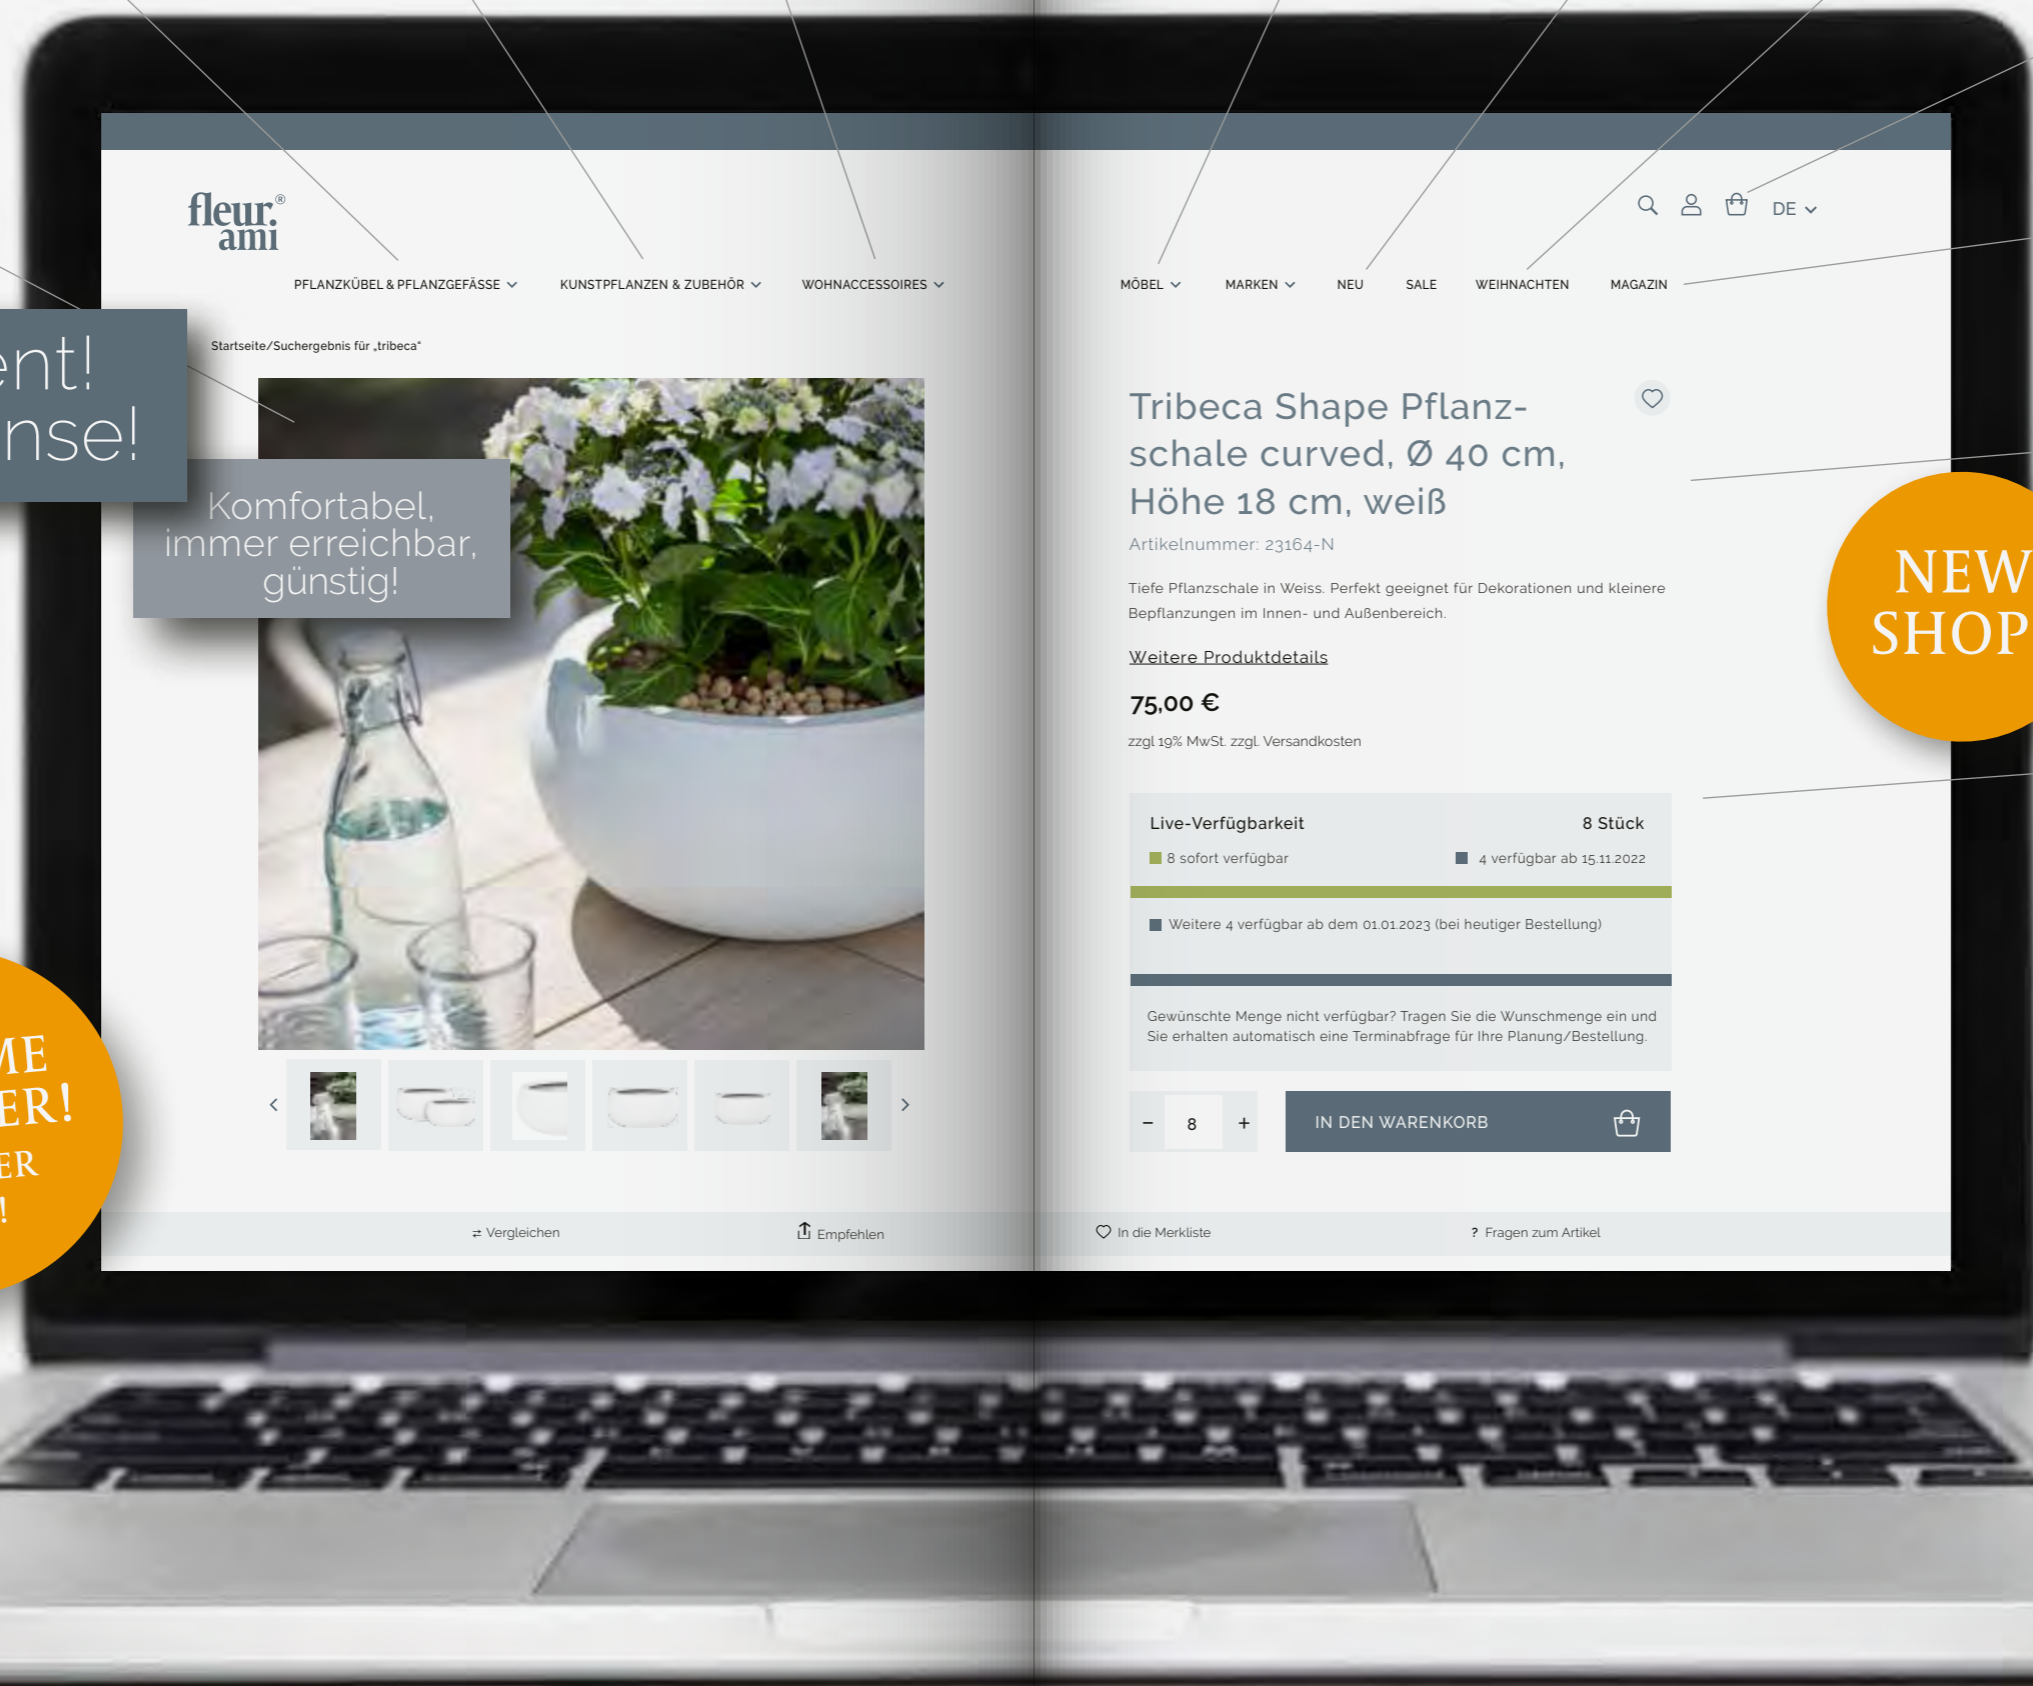 fleur.®
ami
DE
PFLANZKÜBEL & PFLANZGEFÄSSE
KUNSTPFLANZEN & ZUBEHÖR
WOHNACCESSOIRES
MÖBEL
MARKEN
NEU
SALE
WEIHNACHTEN
MAGAZIN
Startseite/Suchergebnis für „tribeca“
ent!
nse!
Komfortabel,
immer erreichbar,
günstig!
Tribeca Shape Pflanz-
schale curved, Ø 40 cm,
Höhe 18 cm, weiß
Artikelnummer: 23164-N
Tiefe Pflanzschale in Weiss. Perfekt geeignet für Dekorationen und kleinere
Bepflanzungen im Innen- und Außenbereich.
Weitere Produktdetails
75,00 €
zzgl 19% MwSt. zzgl. Versandkosten
NEW
SHOP
Live-Verfügbarkeit
8 Stück
8 sofort verfügbar
4 verfügbar ab 15.11.2022
Weitere 4 verfügbar ab dem 01.01.2023 (bei heutiger Bestellung)
Gewünschte Menge nicht verfügbar? Tragen Sie die Wunschmenge ein und
Sie erhalten automatisch eine Terminabfrage für Ihre Planung/Bestellung.
- 8 +
IN DEN WARENKORB
ME
ER!
ER
!
Vergleichen
Empfehlen
In die Merkliste
? Fragen zum Artikel